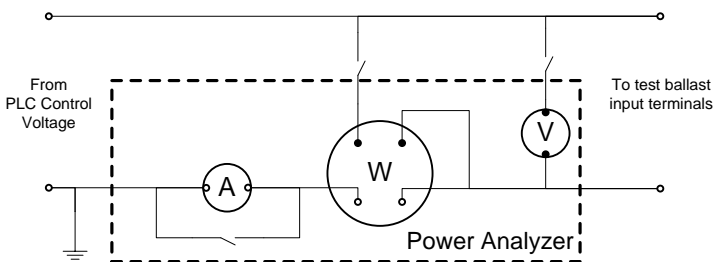 From
PLC Control
Voltage
To test ballast
input terminals
V
W
A
Power Analyzer